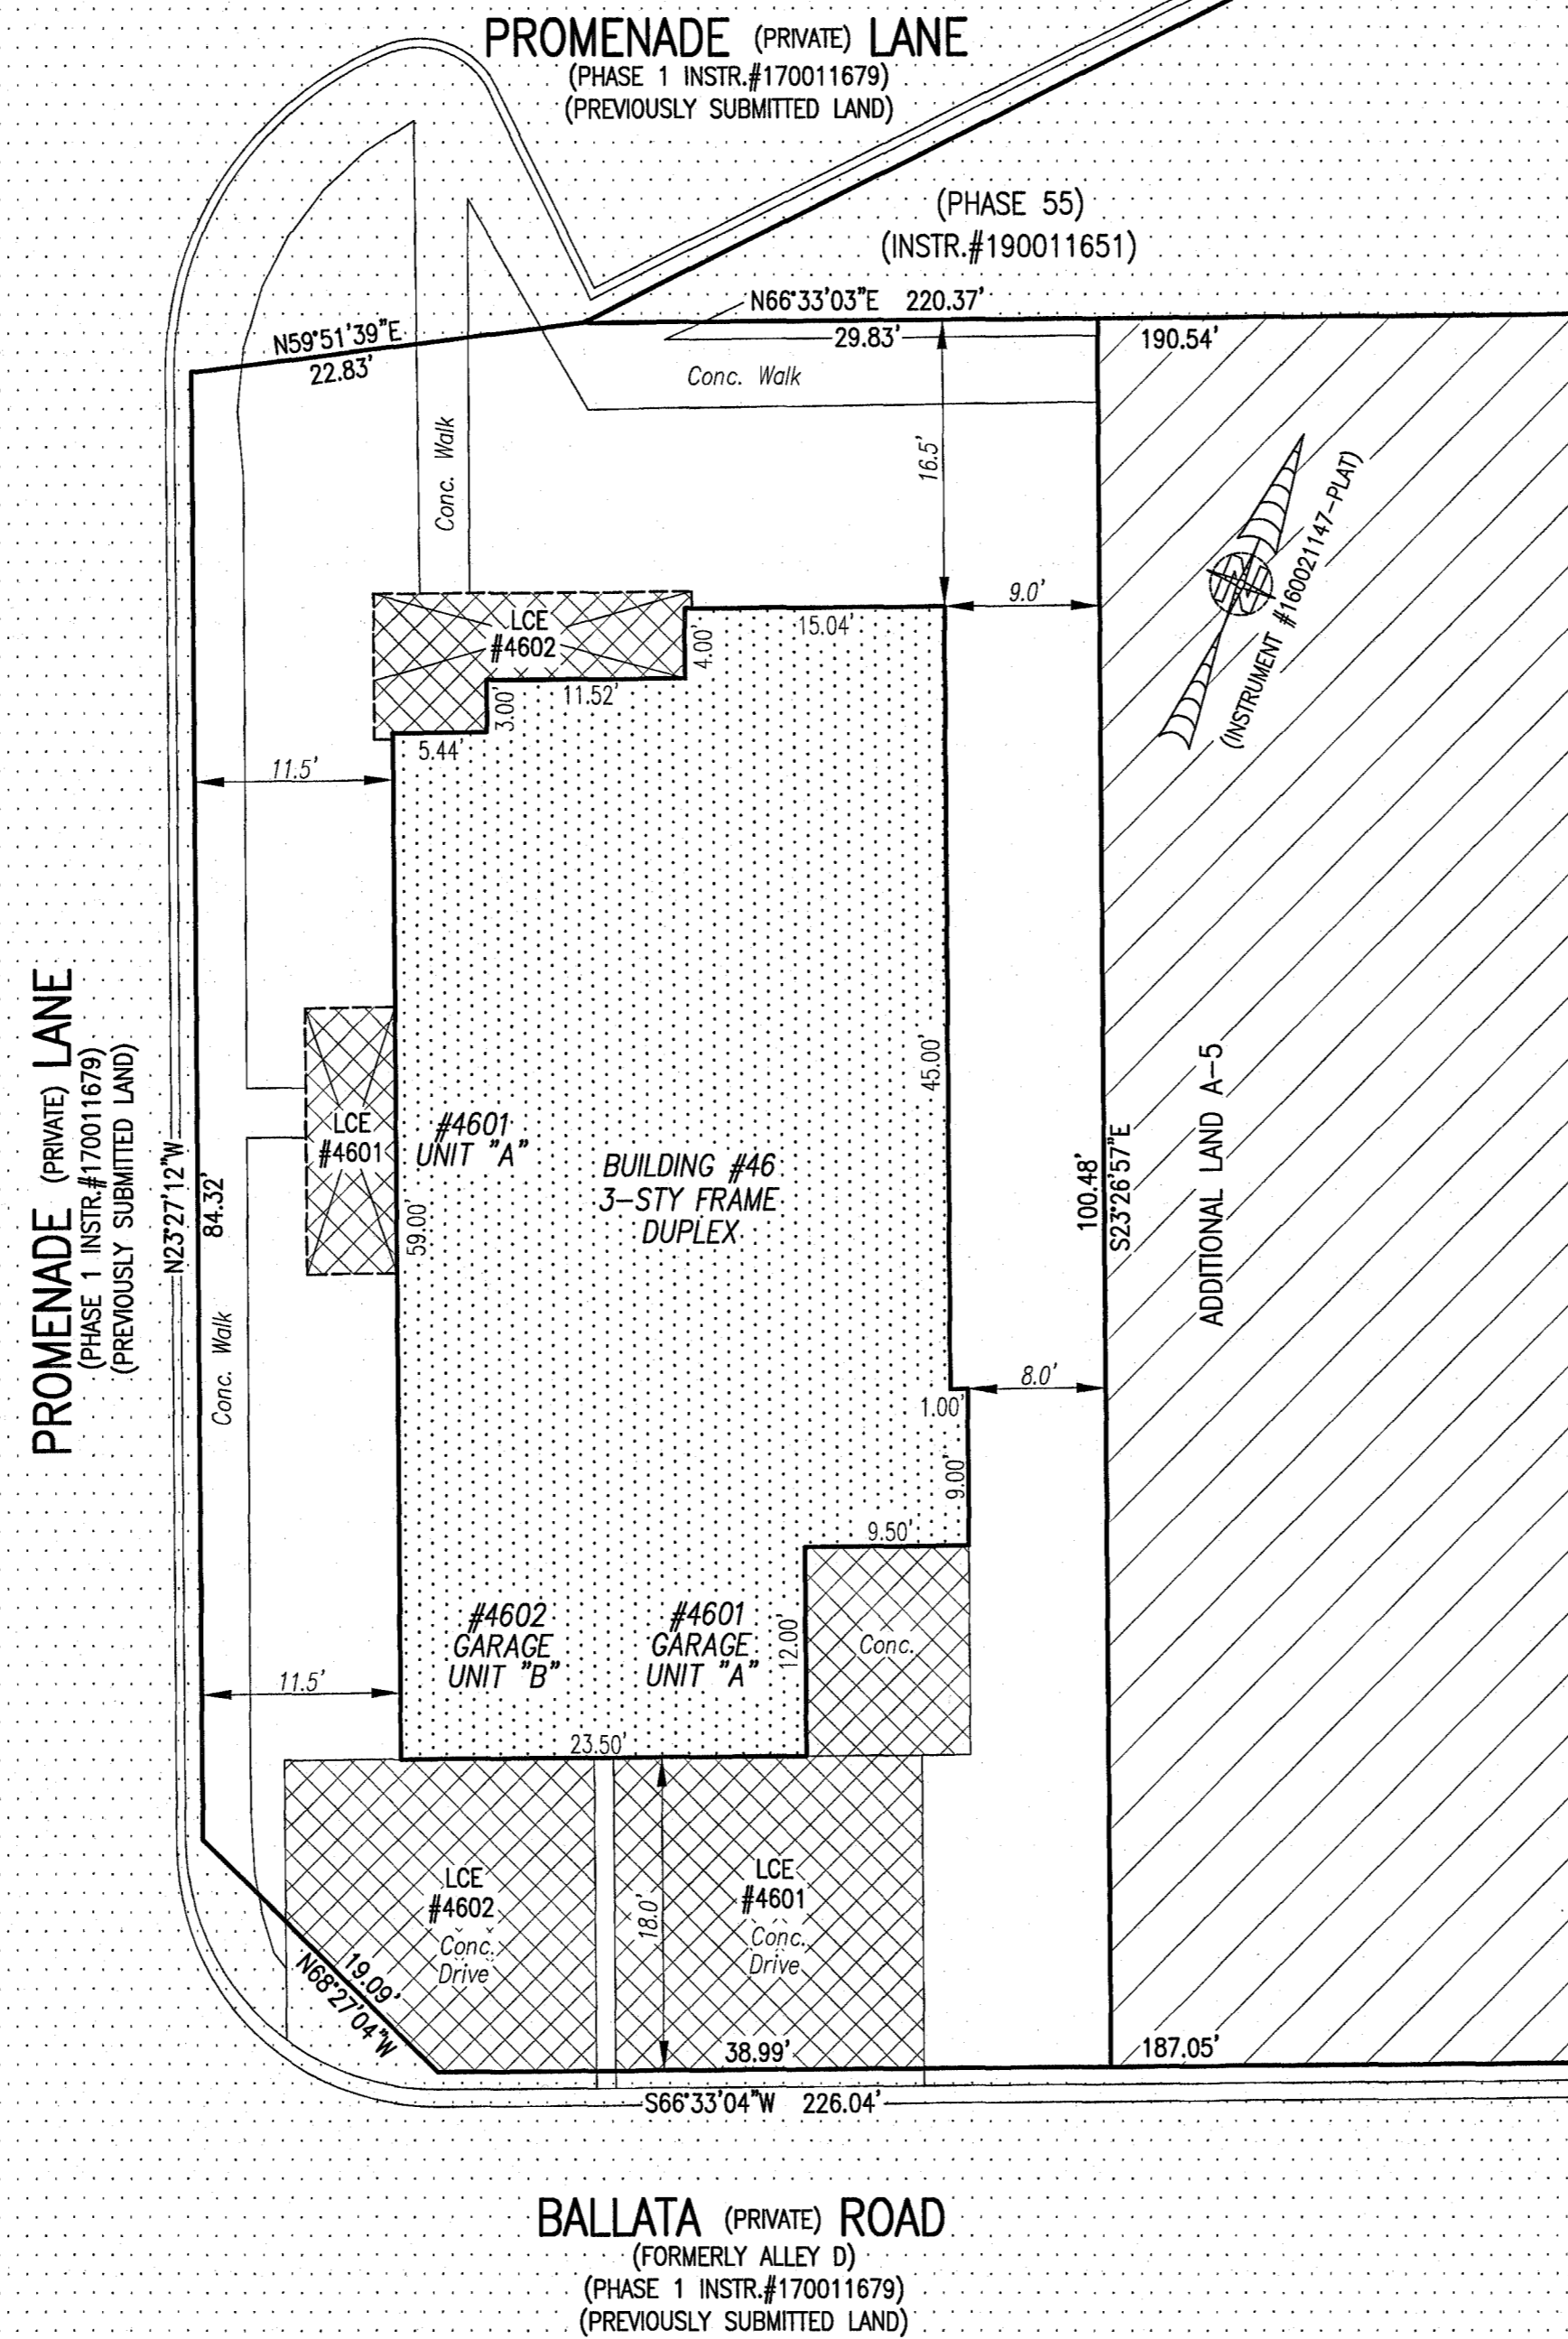 PROMENADE (PRIVATE) LANE
(PHASE 1 INSTR.#170011679)
(PREVIOUSLY SUBMITTED LAND)
(PHASE 55)
(INSTR.#190011651)
N66°33'03"E 220.37'
29.83'
190.54'
N59°51'39"E
22.83'
Conc. Walk
Conc. Walk
16.5'
(INSTRUMENT #160021147-PLAT)
9.0'
LCE
#4602
15.04'
4.00'
11.52'
3.00'
5.44'
11.5'
PROMENADE (PRIVATE) LANE
(PHASE 1 INSTR.#170011679)
(PREVIOUSLY SUBMITTED LAND)
N23°27'12"W
84.32'
Conc. Walk
LCE
#4601
#4601
UNIT "A"
59.00'
BUILDING #46
3-STY FRAME
DUPLEX
45.00'
100.48'
S23°26'57"E
ADDITIONAL LAND A-5
8.0'
1.00'
9.00'
9.50'
#4602
GARAGE
UNIT "B"
#4601
GARAGE
UNIT "A"
12.00'
Conc.
11.5'
23.50'
LCE
#4602
Conc.
Drive
18.0'
LCE
#4601
Conc.
Drive
19.09'
N68°27'04"W
38.99'
187.05'
S66°33'04"W 226.04'
BALLATA (PRIVATE) ROAD
(FORMERLY ALLEY D)
(PHASE 1 INSTR.#170011679)
(PREVIOUSLY SUBMITTED LAND)